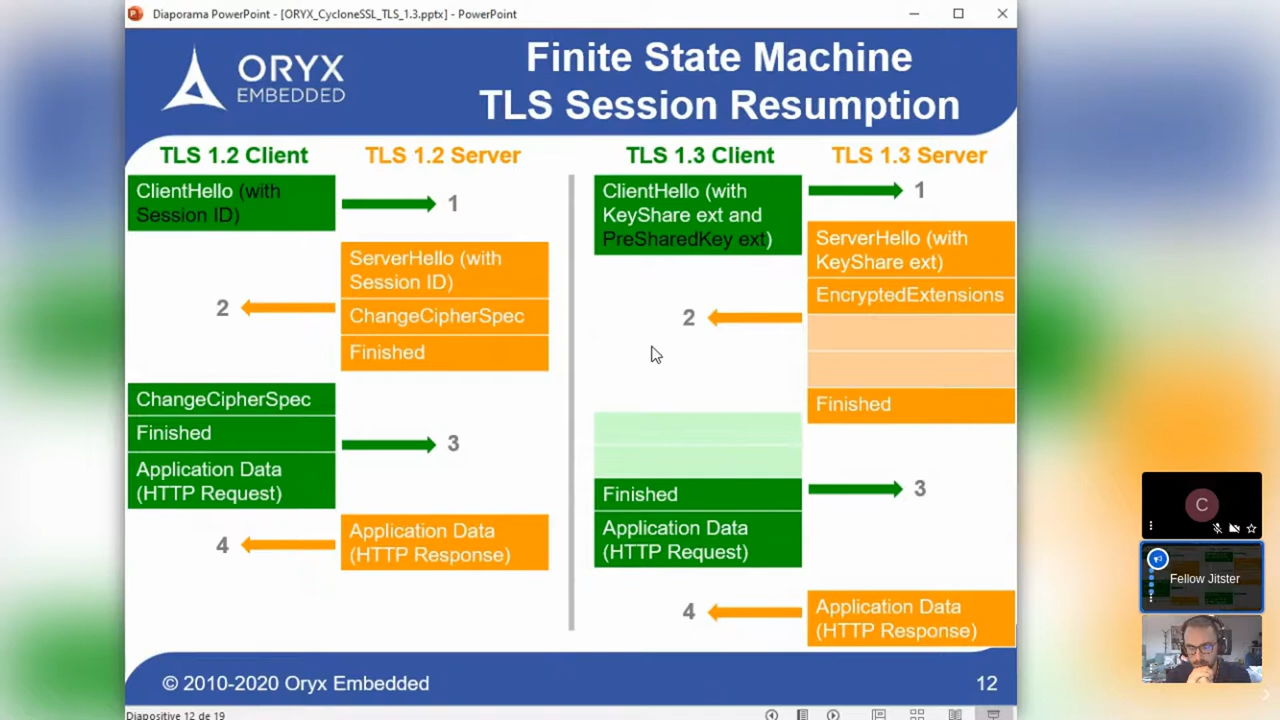 Diaporama PowerPoint - [ORYX_CycloneSSL_TLS_1.3.pptx] - PowerPoint
ORYX
EMBEDDED
Finite State Machine
TLS Session Resumption
TLS 1.2 Client
TLS 1.2 Server
ClientHello (with
Session ID)
1
ServerHello (with
Session ID)
ChangeCipherSpec
Finished
2
ChangeCipherSpec
Finished
Application Data
(HTTP Request)
3
Application Data
(HTTP Response)
4
TLS 1.3 Client
TLS 1.3 Server
ClientHello (with
KeyShare ext and
PreSharedKey ext)
1
ServerHello (with
KeyShare ext)
EncryptedExtensions
2
Finished
Finished
Application Data
(HTTP Request)
3
Application Data
(HTTP Response)
4
© 2010-2020 Oryx Embedded
12
Diapositive 12 de 19
C
Fellow Jitster